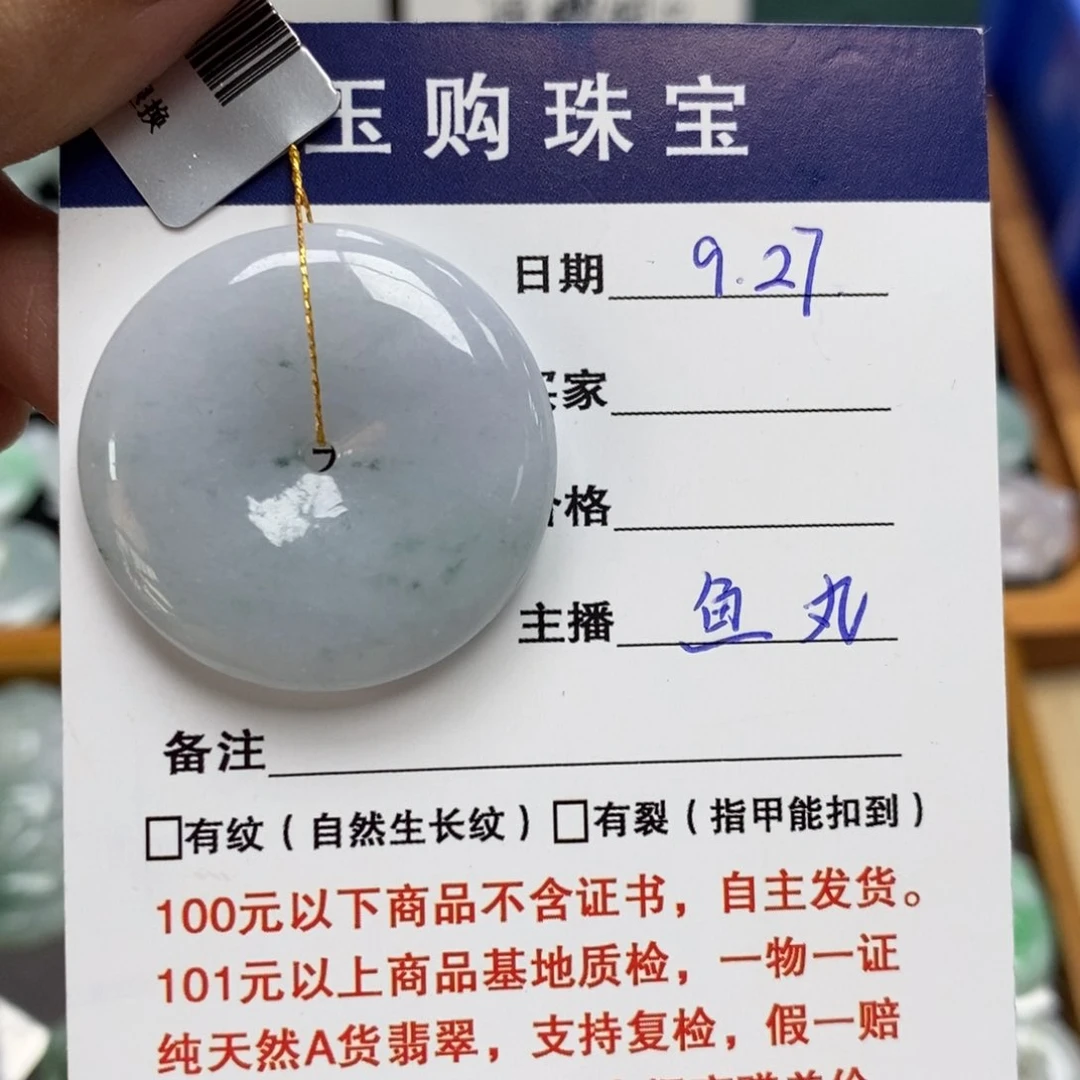 玉购珠宝
换
日期 9.27
买家
价格
主播 鱼丸
备注
□有纹（自然生长纹）□有裂（指甲能扣到）
100元以下商品不含证书，自主发货。
101元以上商品基地质检，一物一证
纯天然A货翡翠，支持复检，假一赔